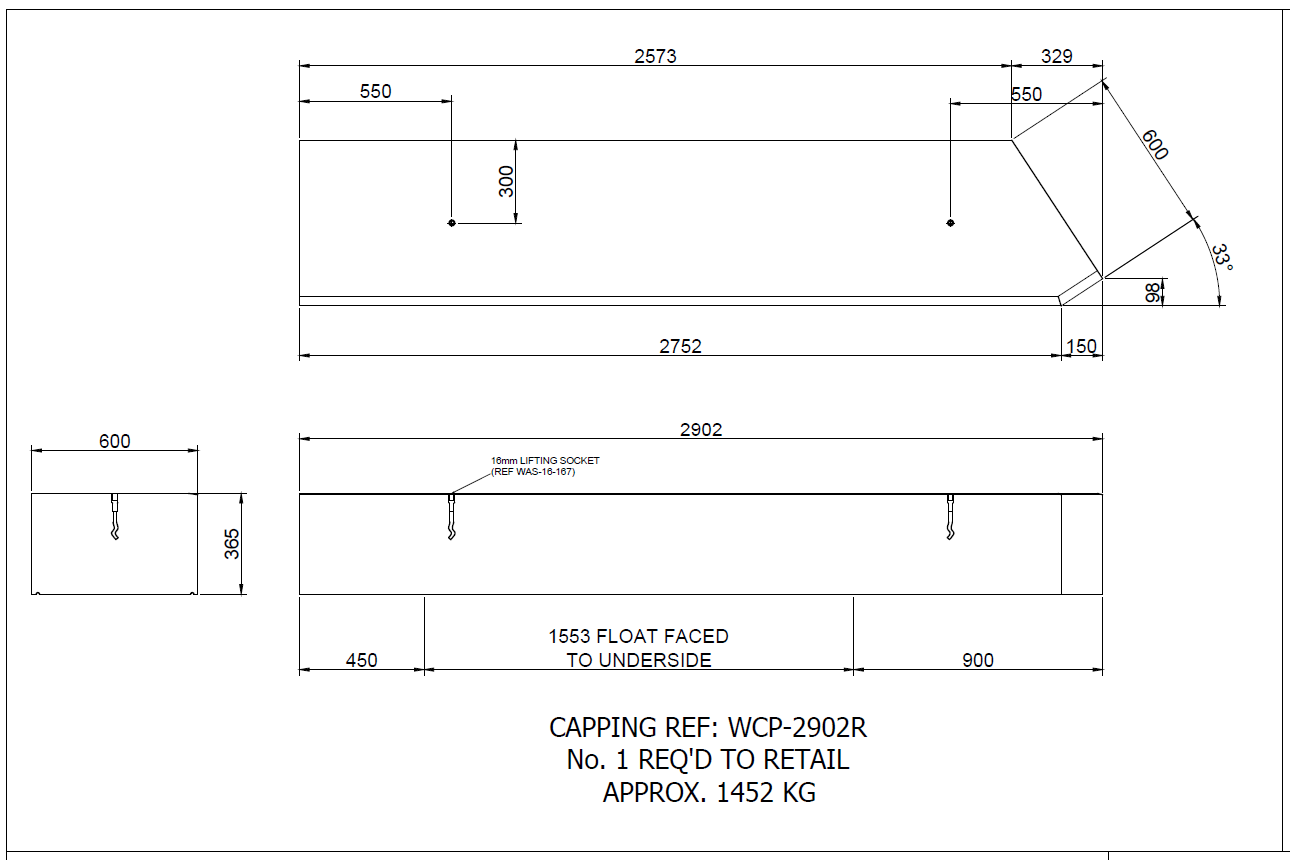 2573
329
550
550
600
300
33°
98
2752
150
2902
600
16mm LIFTING SOCKET
(REF WAS-16-167)
365
1553 FLOAT FACED
TO UNDERSIDE
450
900
CAPPING REF: WCP-2902R
No. 1 REQ'D TO RETAIL
APPROX. 1452 KG